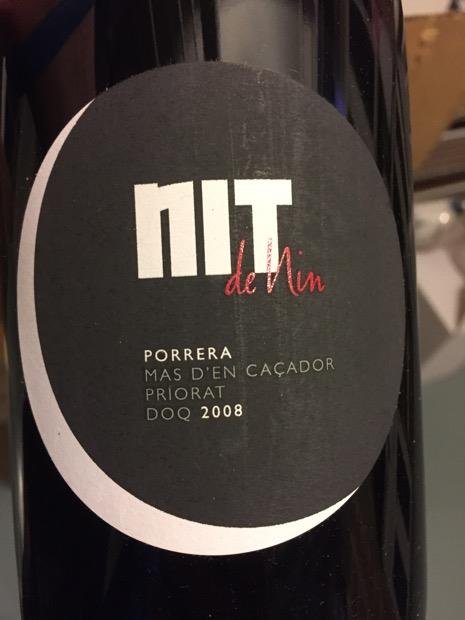 nit
de Nin
PORRERA
MAS D'EN CAÇADOR
PRIORAT
DOQ 2008